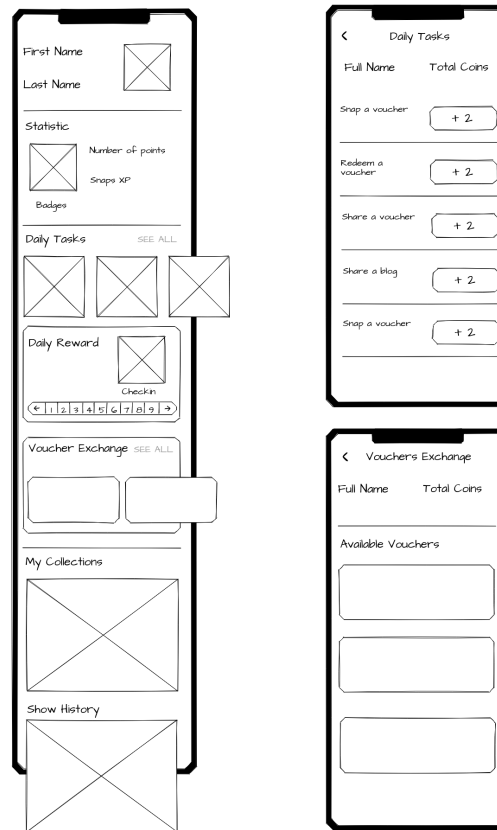 First Name
Last Name
Statistic
Number of points
Snaps XP
Badges
Daily Tasks SEE ALL
Daily Reward
Checkin
← 1 2 3 4 5 6 7 8 9 →
Voucher Exchange SEE ALL
My Collections
Show History
Daily Tasks
Full Name Total Coins
Snap a voucher + 2
Redeem a
voucher + 2
Share a voucher + 2
Share a blog + 2
Snap a voucher + 2
Vouchers Exchange
Full Name Total Coins
Available Vouchers